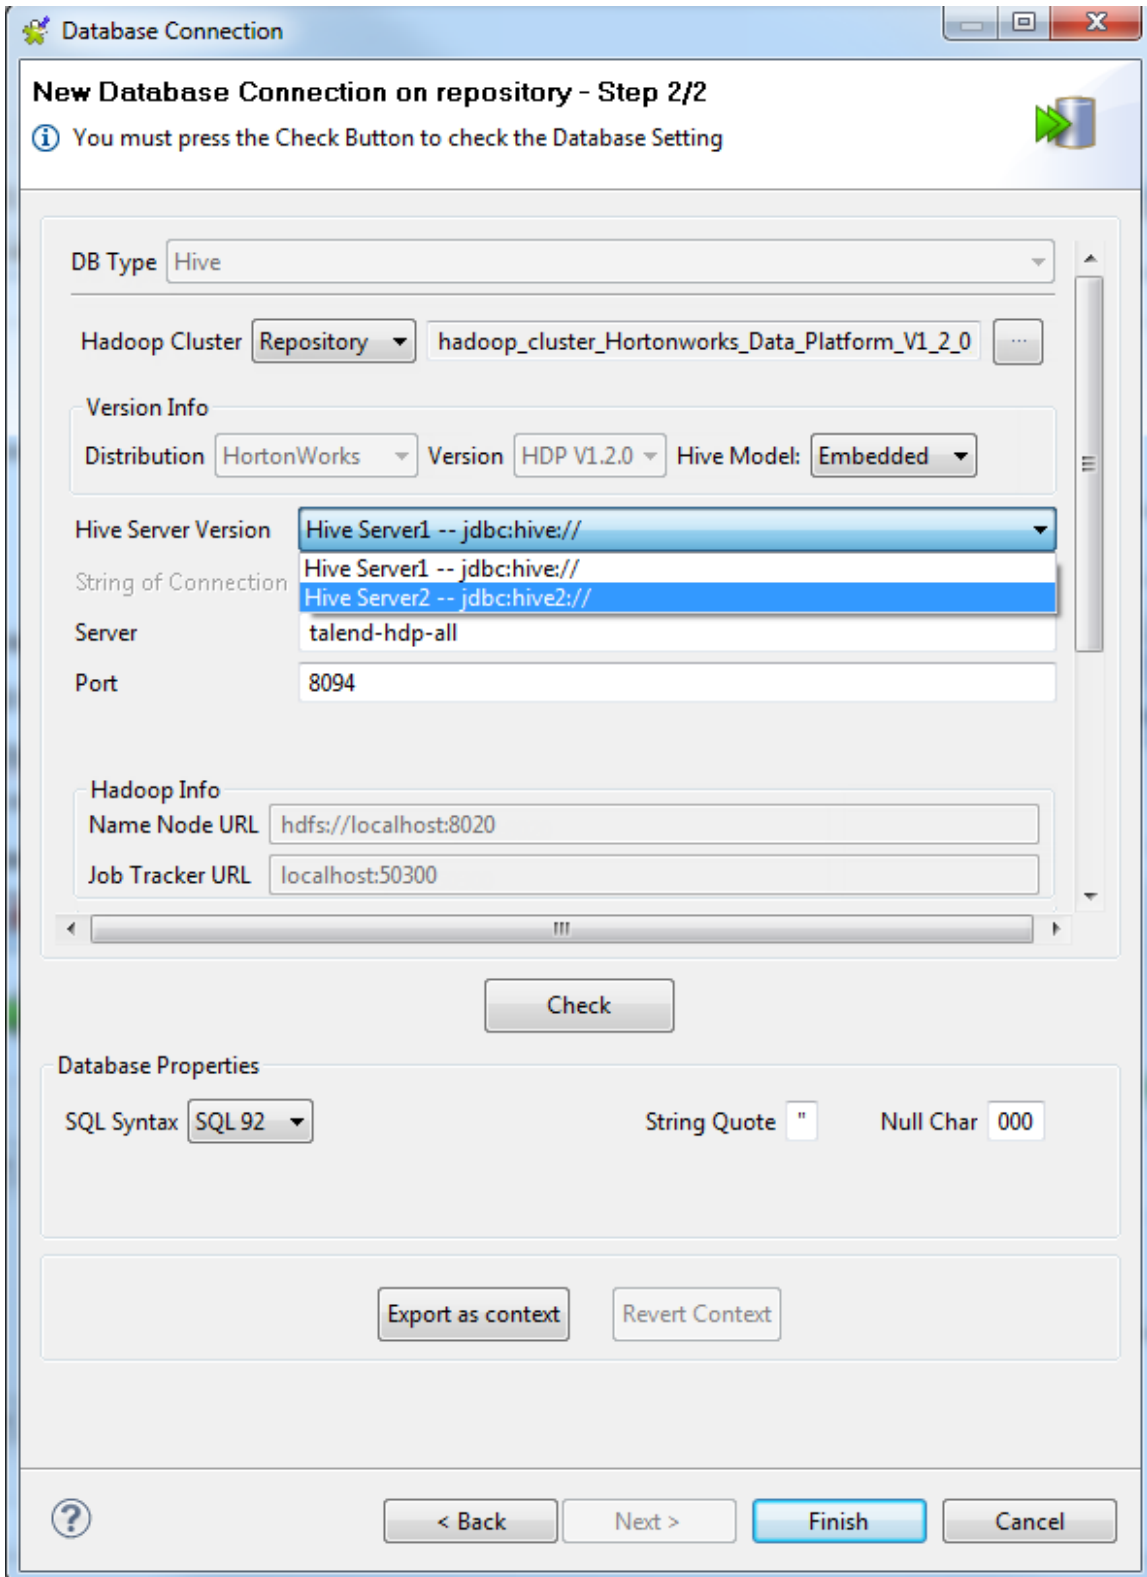 Database Connection
New Database Connection on repository - Step 2/2
You must press the Check Button to check the Database Setting
DB Type Hive
Hadoop Cluster Repository hadoop_cluster_Hortonworks_Data_Platform_V1_2_0 ...
Version Info
Distribution HortonWorks Version HDP V1.2.0 Hive Model: Embedded
Hive Server Version Hive Server1 -- jdbc:hive://
Hive Server1 -- jdbc:hive://
String of Connection
Hive Server2 -- jdbc:hive2://
Server talend-hdp-all
Port 8094
Hadoop Info
Name Node URL hdfs://localhost:8020
Job Tracker URL localhost:50300
Check
Database Properties
SQL Syntax SQL 92 String Quote " Null Char 000
Export as context Revert Context
? < Back Next > Finish Cancel